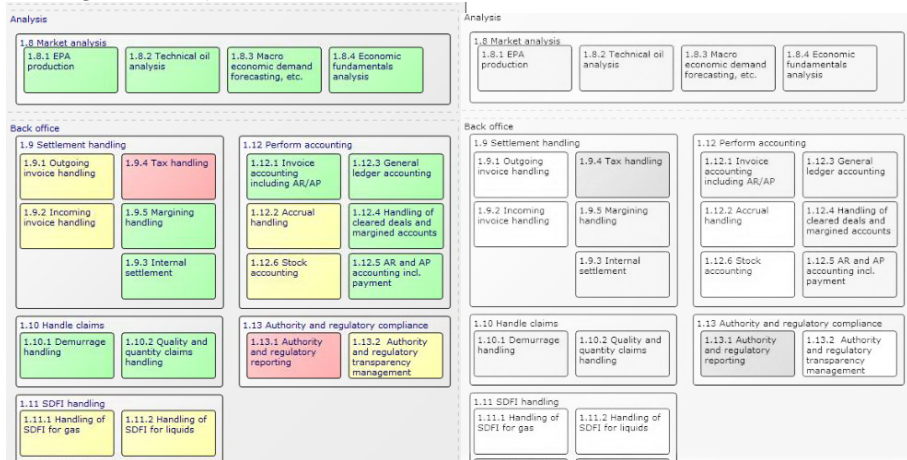 Analysis
1.8 Market analysis
1.8.1 EPA
production
1.8.2 Technical oil
analysis
1.8.3 Macro
economic demand
forecasting, etc.
1.8.4 Economic
fundamentals
analysis
Back office
1.9 Settlement handling
1.9.1 Outgoing
invoice handling
1.9.4 Tax handling
1.9.2 Incoming
invoice handling
1.9.5 Margining
handling
1.9.3 Internal
settlement
1.12 Perform accounting
1.12.1 Invoice
accounting
including AR/AP
1.12.3 General
ledger accounting
1.12.2 Accrual
handling
1.12.4 Handling of
cleared deals and
margined accounts
1.12.6 Stock
accounting
1.12.5 AR and AP
accounting incl.
payment
1.10 Handle claims
1.10.1 Demurrage
handling
1.10.2 Quality and
quantity claims
handling
1.13 Authority and regulatory compliance
1.13.1 Authority
and regulatory
reporting
1.13.2 Authority
and regulatory
transparency
management
1.11 SDFI handling
1.11.1 Handling of
SDFI for gas
1.11.2 Handling of
SDFI for liquids
Analysis
1.8 Market analysis
1.8.1 EPA
production
1.8.2 Technical oil
analysis
1.8.3 Macro
economic demand
forecasting, etc.
1.8.4 Economic
fundamentals
analysis
Back office
1.9 Settlement handling
1.9.1 Outgoing
invoice handling
1.9.4 Tax handling
1.9.2 Incoming
invoice handling
1.9.5 Margining
handling
1.9.3 Internal
settlement
1.12 Perform accounting
1.12.1 Invoice
accounting
including AR/AP
1.12.3 General
ledger accounting
1.12.2 Accrual
handling
1.12.4 Handling of
cleared deals and
margined accounts
1.12.6 Stock
accounting
1.12.5 AR and AP
accounting incl.
payment
1.10 Handle claims
1.10.1 Demurrage
handling
1.10.2 Quality and
quantity claims
handling
1.13 Authority and regulatory compliance
1.13.1 Authority
and regulatory
reporting
1.13.2 Authority
and regulatory
transparency
management
1.11 SDFI handling
1.11.1 Handling of
SDFI for gas
1.11.2 Handling of
SDFI for liquids